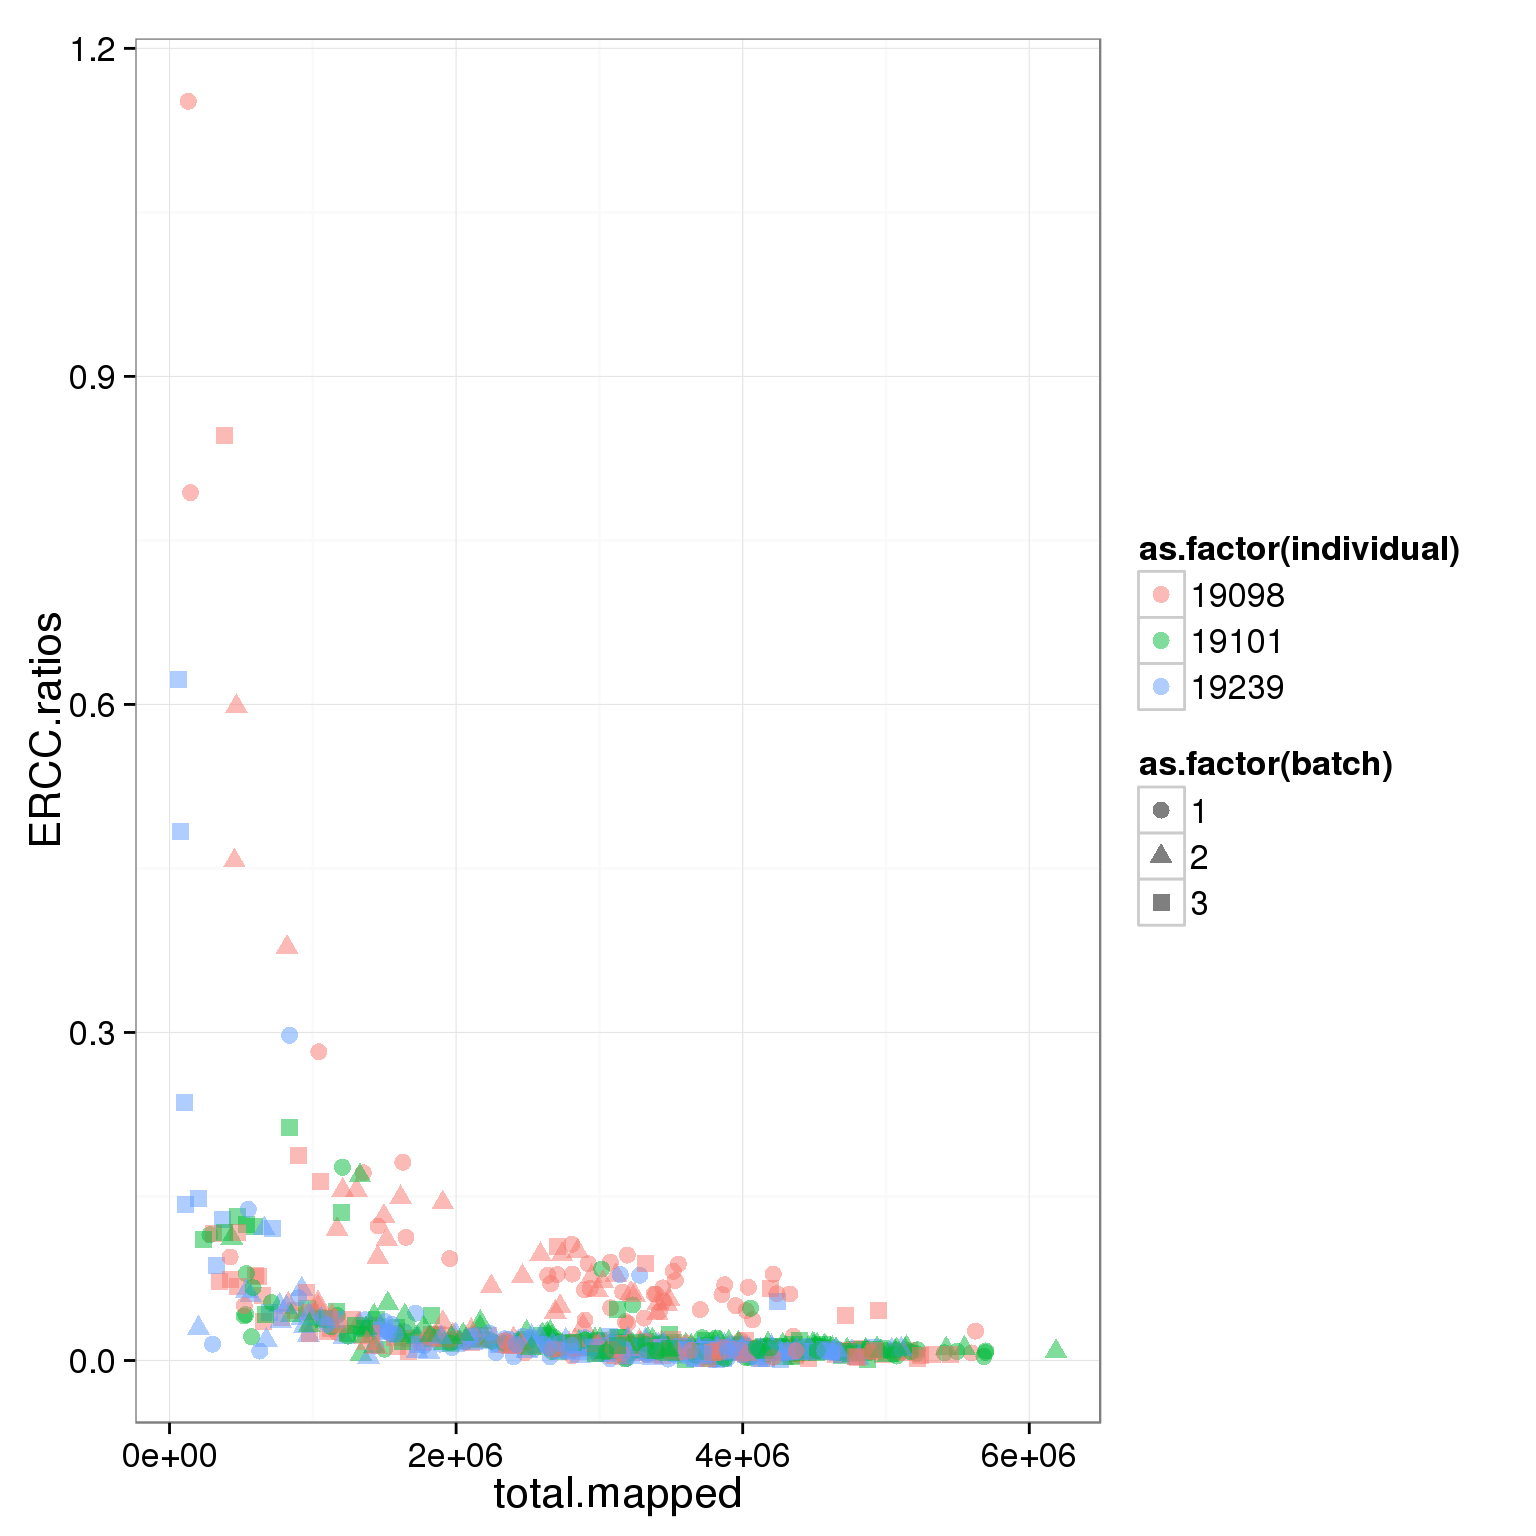 1.2
0.9
0.6
0.3
0.0
ERCC.ratios
0e+00 2e+06 4e+06 6e+06
total.mapped
as.factor(individual)
19098
19101
19239
as.factor(batch)
1
2
3